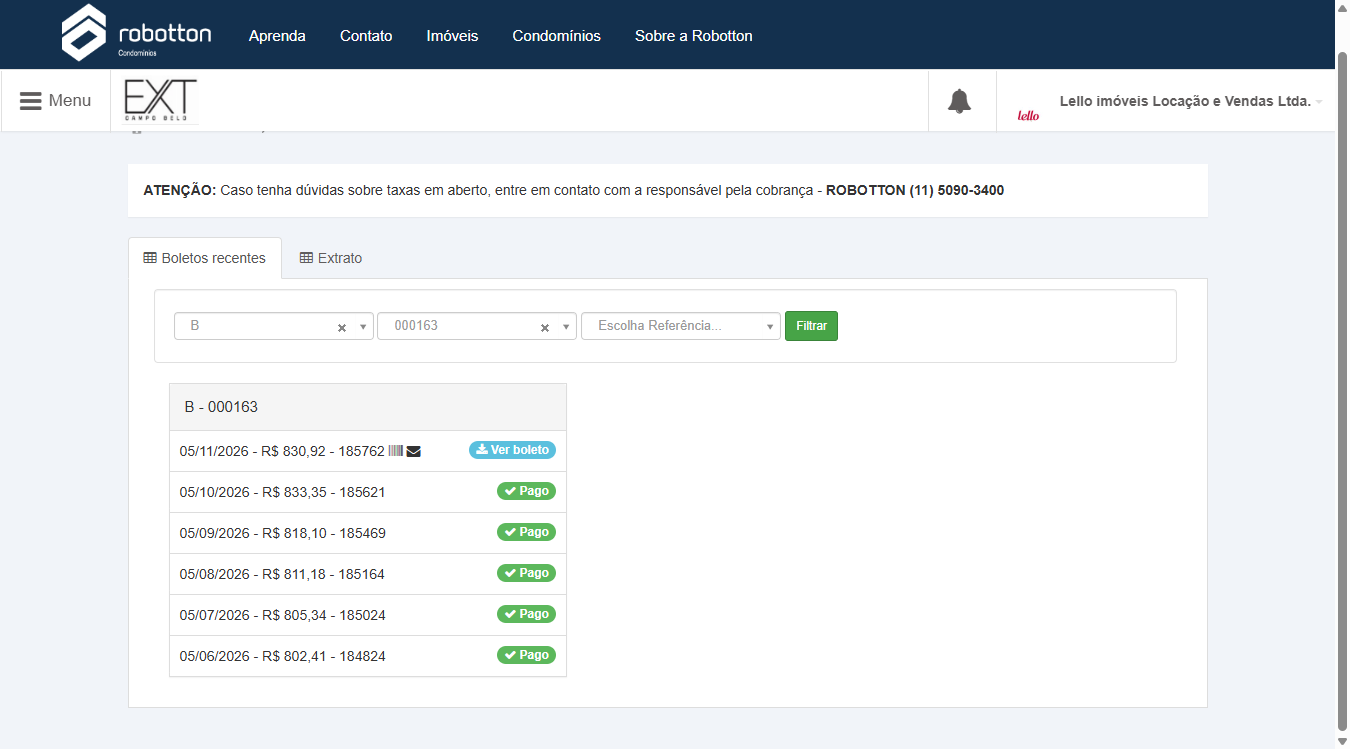 robotton
Condomínios
Aprenda Contato Imóveis Condomínios Sobre a Robotton
Menu
EXT
CAMPO BELO
lello
Lello imóveis Locação e Vendas Ltda.
ATENÇÃO: Caso tenha dúvidas sobre taxas em aberto, entre em contato com a responsável pela cobrança - ROBOTTON (11) 5090-3400
Boletos recentes Extrato
B × 000163 × Escolha Referência... Filtrar
B - 000163
05/11/2026 - R$ 830,92 - 185762 Ver boleto
05/10/2026 - R$ 833,35 - 185621 Pago
05/09/2026 - R$ 818,10 - 185469 Pago
05/08/2026 - R$ 811,18 - 185164 Pago
05/07/2026 - R$ 805,34 - 185024 Pago
05/06/2026 - R$ 802,41 - 184824 Pago